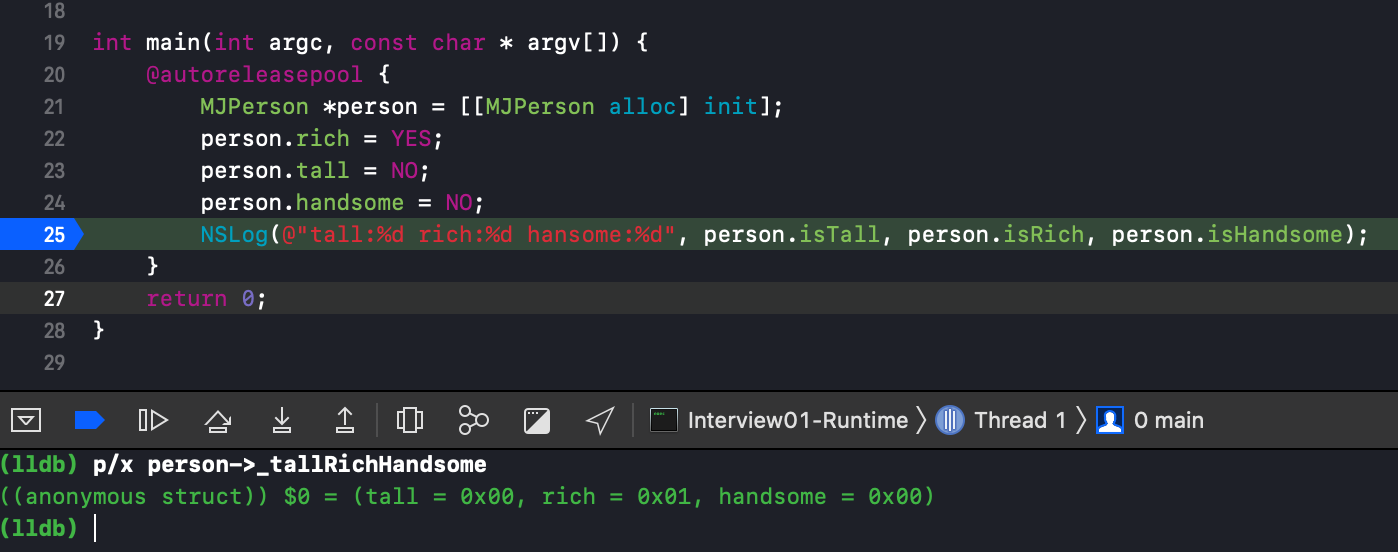 18
19 int main(int argc, const char * argv[]) {
20     @autoreleasepool {
21         MJPerson *person = [[MJPerson alloc] init];
22         person.rich = YES;
23         person.tall = NO;
24         person.handsome = NO;
25         NSLog(@"tall:%d rich:%d hansome:%d", person.isTall, person.isRich, person.isHandsome);
26     }
27     return 0;
28 }
29
Interview01-Runtime Thread 1 0 main
(lldb) p/x person->_tallRichHandsome
((anonymous struct)) $0 = (tall = 0x00, rich = 0x01, handsome = 0x00)
(lldb)